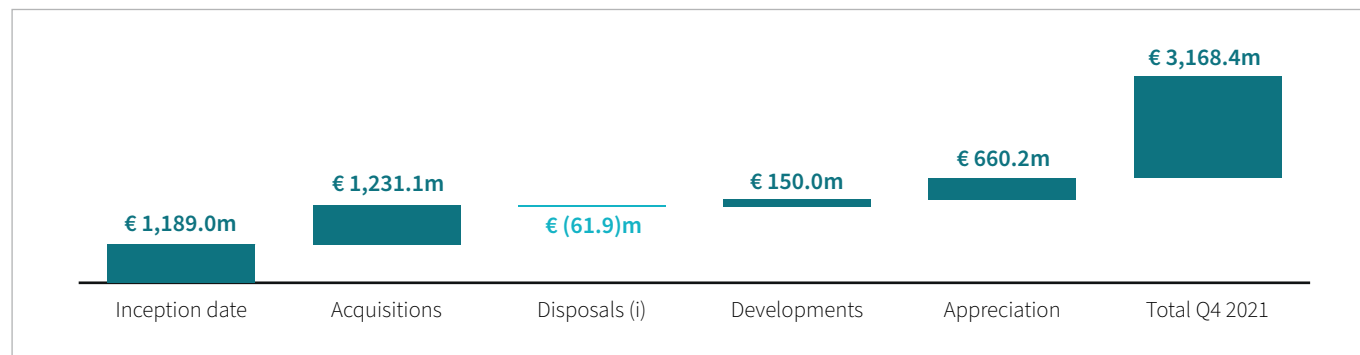 € 3,168.4m
€ 660.2m
€ 1,231.1m
€ 150.0m
€ 1,189.0m
€ (61.9)m
Inception date
Acquisitions
Disposals (i)
Developments
Appreciation
Total Q4 2021